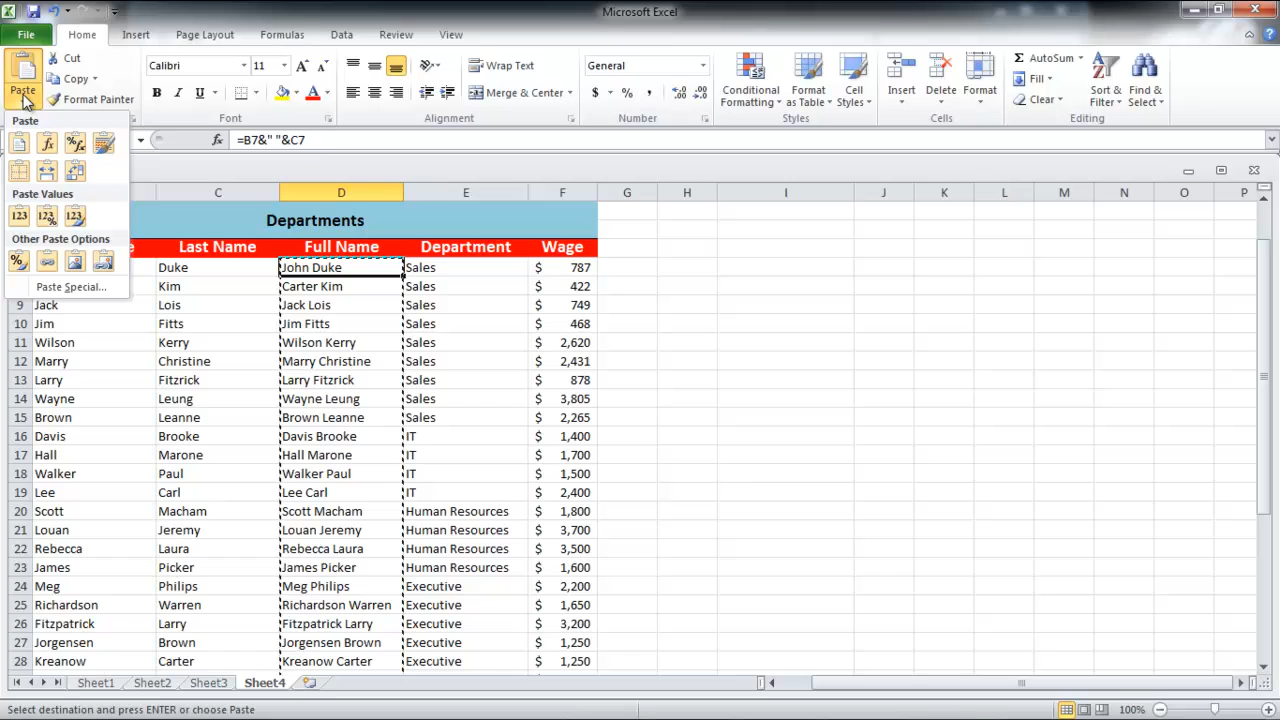 Microsoft Excel
File Home Insert Page Layout Formulas Data Review View
Paste
Cut
Copy
Format Painter
Calibri 11
B I U
Wrap Text
Merge & Center
General
$ % ,
Conditional Formatting
Format as Table
Cell Styles
Insert Delete Format
Σ AutoSum
Fill
Clear
Sort & Filter
Find & Select
Font Alignment Number Styles Cells Editing
fx =B7&" "&C7
Paste
Paste Values
123 123 123
Other Paste Options
Paste Special...
C D E F G H I J K L M N O P
Departments
e Last Name Full Name Department Wage
Duke John Duke Sales $ 787
Kim Carter Kim Sales $ 422
9 Jack Lois Jack Lois Sales $ 749
10 Jim Fitts Jim Fitts Sales $ 468
11 Wilson Kerry Wilson Kerry Sales $ 2,620
12 Marry Christine Marry Christine Sales $ 2,431
13 Larry Fitzrick Larry Fitzrick Sales $ 878
14 Wayne Leung Wayne Leung Sales $ 3,805
15 Brown Leanne Brown Leanne Sales $ 2,265
16 Davis Brooke Davis Brooke IT $ 1,400
17 Hall Marone Hall Marone IT $ 1,700
18 Walker Paul Walker Paul IT $ 1,500
19 Lee Carl Lee Carl IT $ 2,400
20 Scott Macham Scott Macham Human Resources $ 1,800
21 Louan Jeremy Louan Jeremy Human Resources $ 3,700
22 Rebecca Laura Rebecca Laura Human Resources $ 3,500
23 James Picker James Picker Human Resources $ 1,600
24 Meg Philips Meg Philips Executive $ 2,200
25 Richardson Warren Richardson Warren Executive $ 1,650
26 Fitzpatrick Larry Fitzpatrick Larry Executive $ 3,200
27 Jorgensen Brown Jorgensen Brown Executive $ 1,250
28 Kreanow Carter Kreanow Carter Executive $ 1,250
Sheet1 Sheet2 Sheet3 Sheet4
Select destination and press ENTER or choose Paste 100%